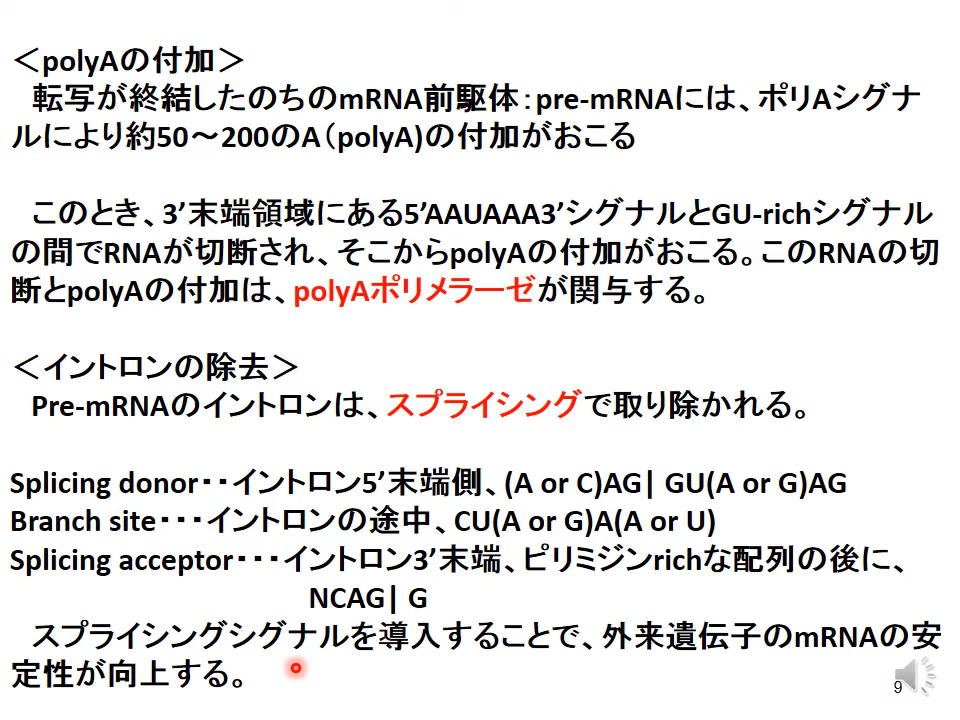 ＜polyAの付加＞
転写が終結したのちのmRNA前駆体：pre-mRNAには、ポリAシグナ
ルにより約50～200のA（polyA)の付加がおこる
このとき、3’末端領域にある5’AAUAAA3’シグナルとGU-richシグナル
の間でRNAが切断され、そこからpolyAの付加がおこる。このRNAの切
断とpolyAの付加は、polyAポリメラーゼが関与する。
＜イントロンの除去＞
Pre-mRNAのイントロンは、スプライシングで取り除かれる。
Splicing donor・・イントロン5’末端側、(A or C)AG| GU(A or G)AG
Branch site・・・イントロンの途中、CU(A or G)A(A or U)
Splicing acceptor・・・イントロン3’末端、ピリミジンrichな配列の後に、
NCAG| G
スプライシングシグナルを導入することで、外来遺伝子のmRNAの安
定性が向上する。
9